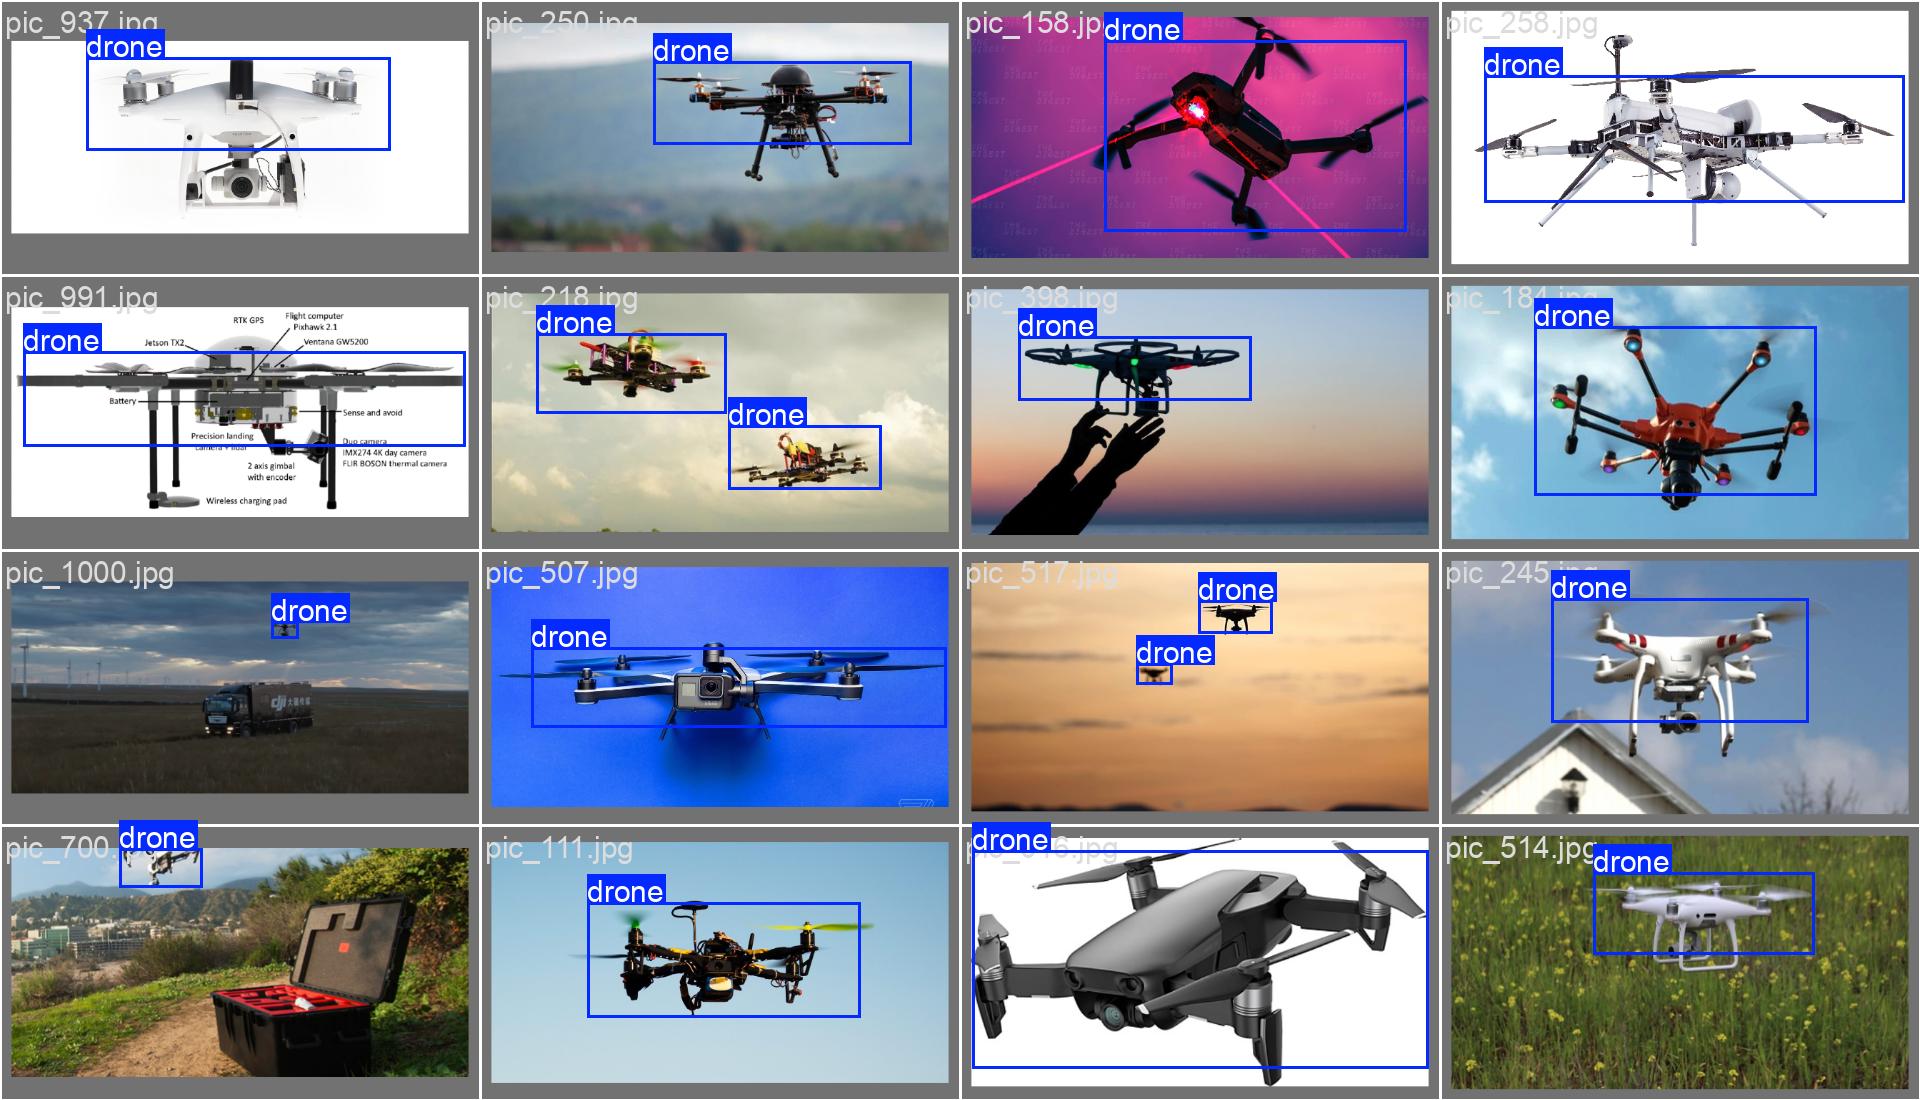 pic_937.jpg
drone
pic_250.jpg
drone
pic_158.jp
drone
pic_258.jpg
drone
pic_991.jpg
drone
RTK GPS
Flight computer
Pixhawk 2.1
Jetson TX2
Ventana GW5200
Battery
Sense and avoid
Precision landing
camera + lidar
Duo camera
IMX274 4K day camera
FLIR BOSON thermal camera
2 axis gimbal
with encoder
Wireless charging pad
pic_218.jpg
drone
drone
pic_398.jpg
drone
pic_184.jpg
drone
pic_1000.jpg
drone
dji
pic_507.jpg
drone
pic_517.jpg
drone
drone
pic_245.jpg
drone
pic_700.
drone
pic_111.jpg
drone
drone
pic_514.jpg
drone